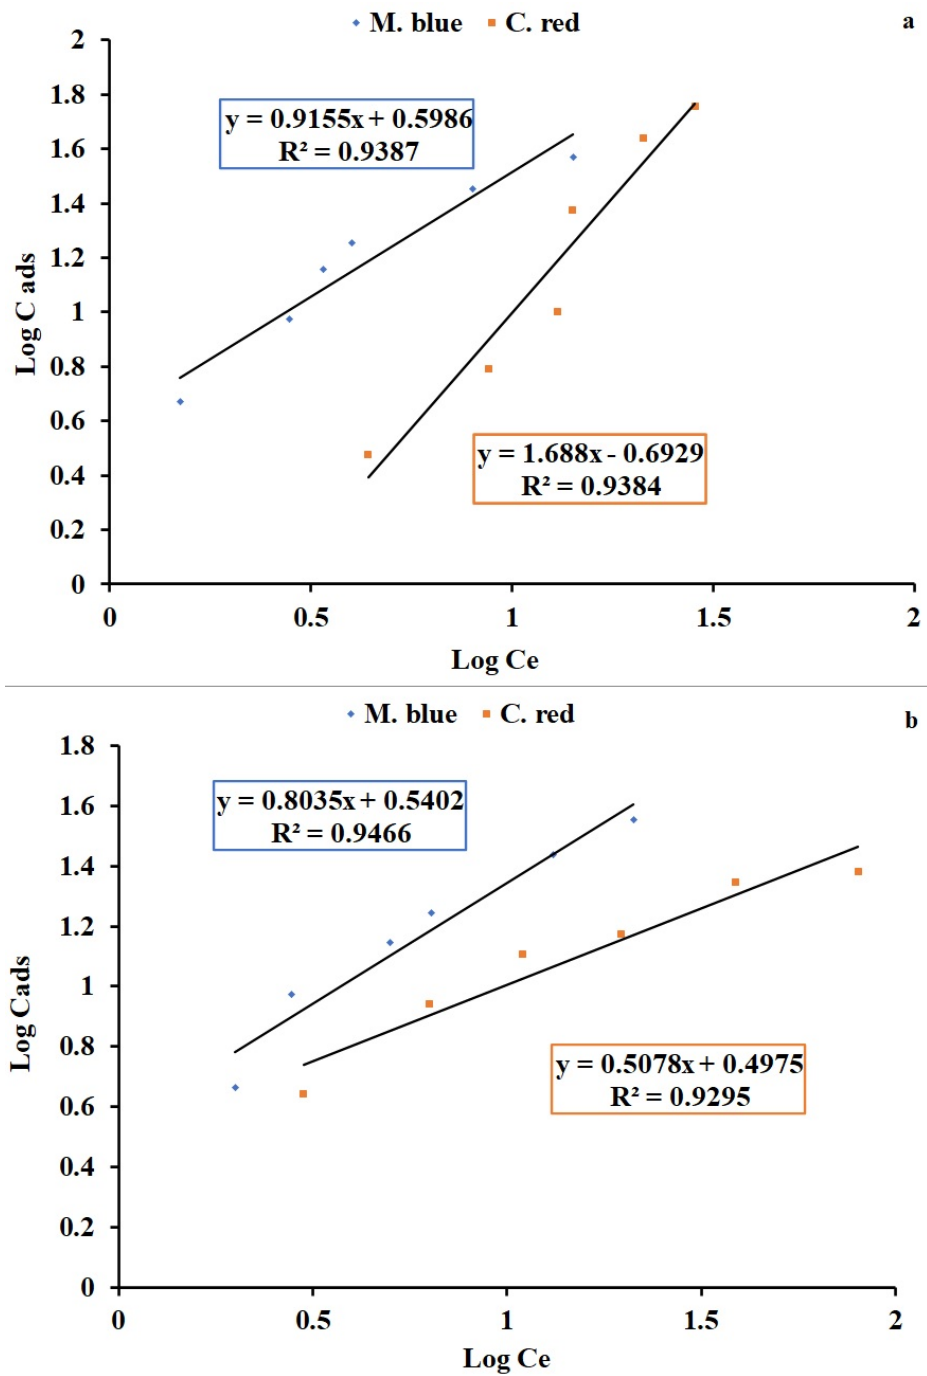 M. blue C. red
a
2
1.8
y = 0.9155x + 0.5986
R² = 0.9387
1.6
1.4
1.2
1
0.8
0.6
y = 1.688x - 0.6929
R² = 0.9384
0.4
0.2
0
Log C ads
0 0.5 1 1.5 2
Log Ce
M. blue C. red
b
1.8
y = 0.8035x + 0.5402
R² = 0.9466
1.6
1.4
1.2
1
0.8
y = 0.5078x + 0.4975
R² = 0.9295
0.6
0.4
0.2
0
Log Cads
0 0.5 1 1.5 2
Log Ce